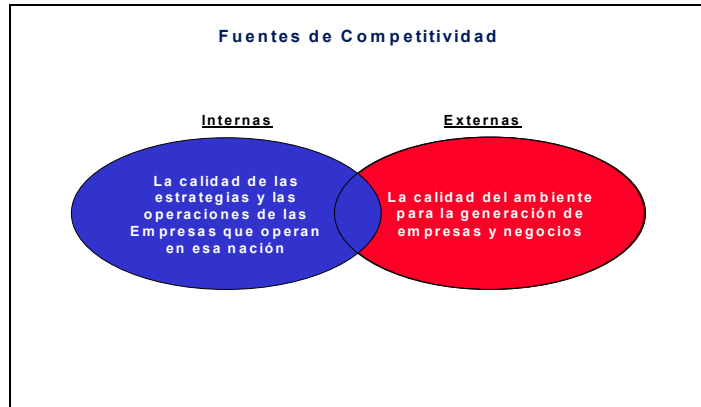 Fuentes de Competitividad
Internas
Externas
La calidad de las
estrategias y las
operaciones de las
Empresas que operan
en esa nación
La calidad del ambiente
para la generación de
empresas y negocios